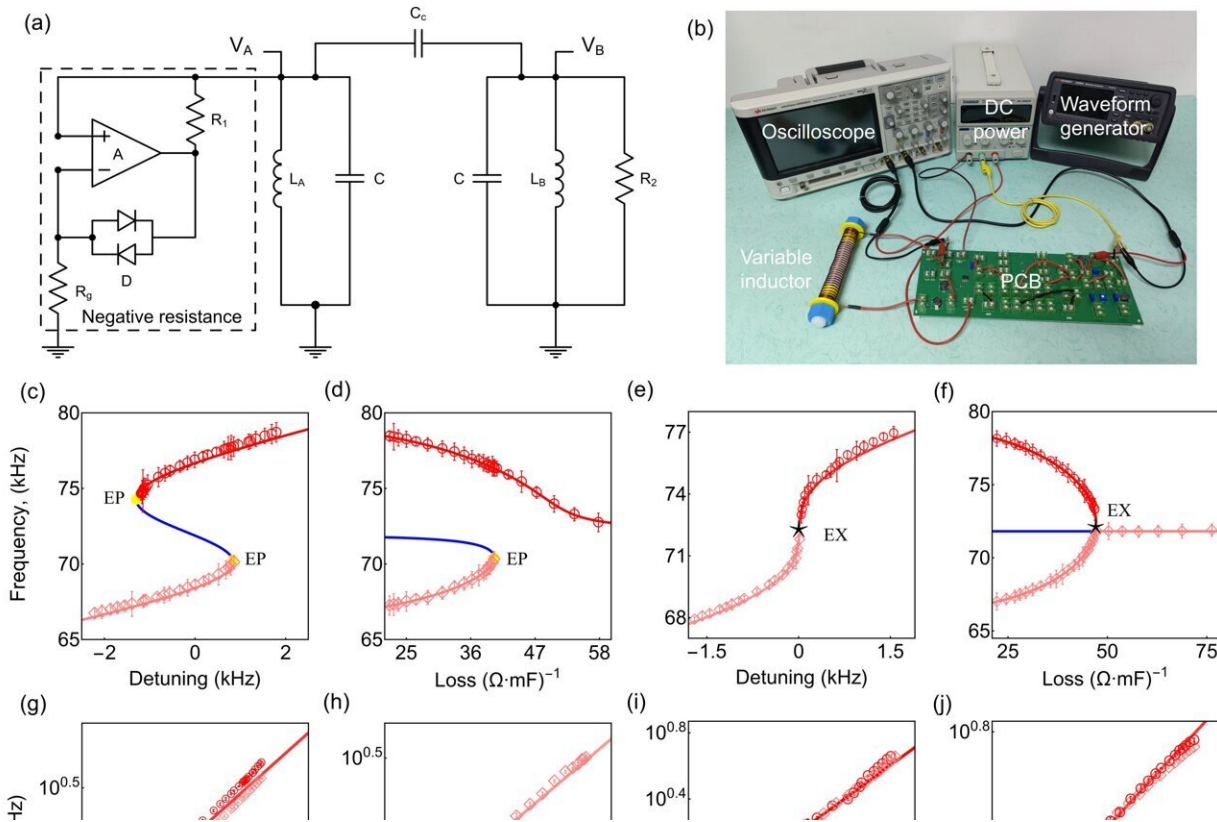 (a)
C_c
V_A
V_B
R_1
A
L_A
C
C
L_B
R_2
D
R_g
Negative resistance
(b)
Oscilloscope
DC
power
Waveform
generator
Variable
inductor
PCB
(c)
Frequency, (kHz)
80
75
70
65
EP
EP
−2
0
2
Detuning (kHz)
(d)
80
75
70
65
EP
25
36
47
58
Loss (Ω·mF)⁻¹
(e)
77
74
71
68
EX
−1.5
0
1.5
Detuning (kHz)
(f)
80
75
70
65
EX
25
50
75
Loss (Ω·mF)⁻¹
(g)
10^0.5
Hz)
(h)
10^0.5
(i)
10^0.8
10^0.4
(j)
10^0.8